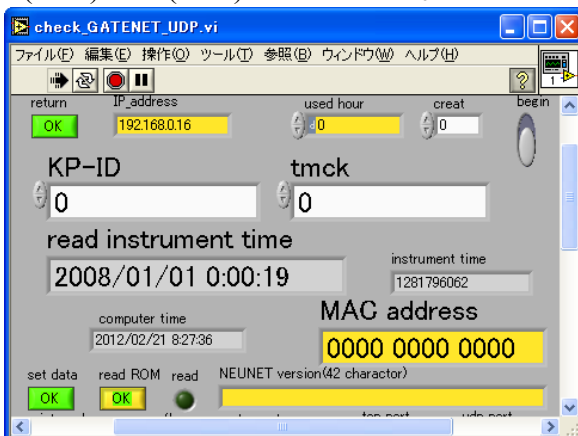 check_GATENET_UDP.vi
ファイル(F) 編集(E) 操作(O) ツール(T) 参照(B) ウィンドウ(W) ヘルプ(H)
?
1
return IP_address used hour creat begin
OK 192.168.0.16 d 0 0
KP-ID tmck
0 0
read instrument time
2008/01/01 0:00:19
instrument time
1281796062
computer time
2012/02/21 8:27:36
MAC address
0000 0000 0000
set data read ROM read NEUNET version(42 charactor)
OK OK